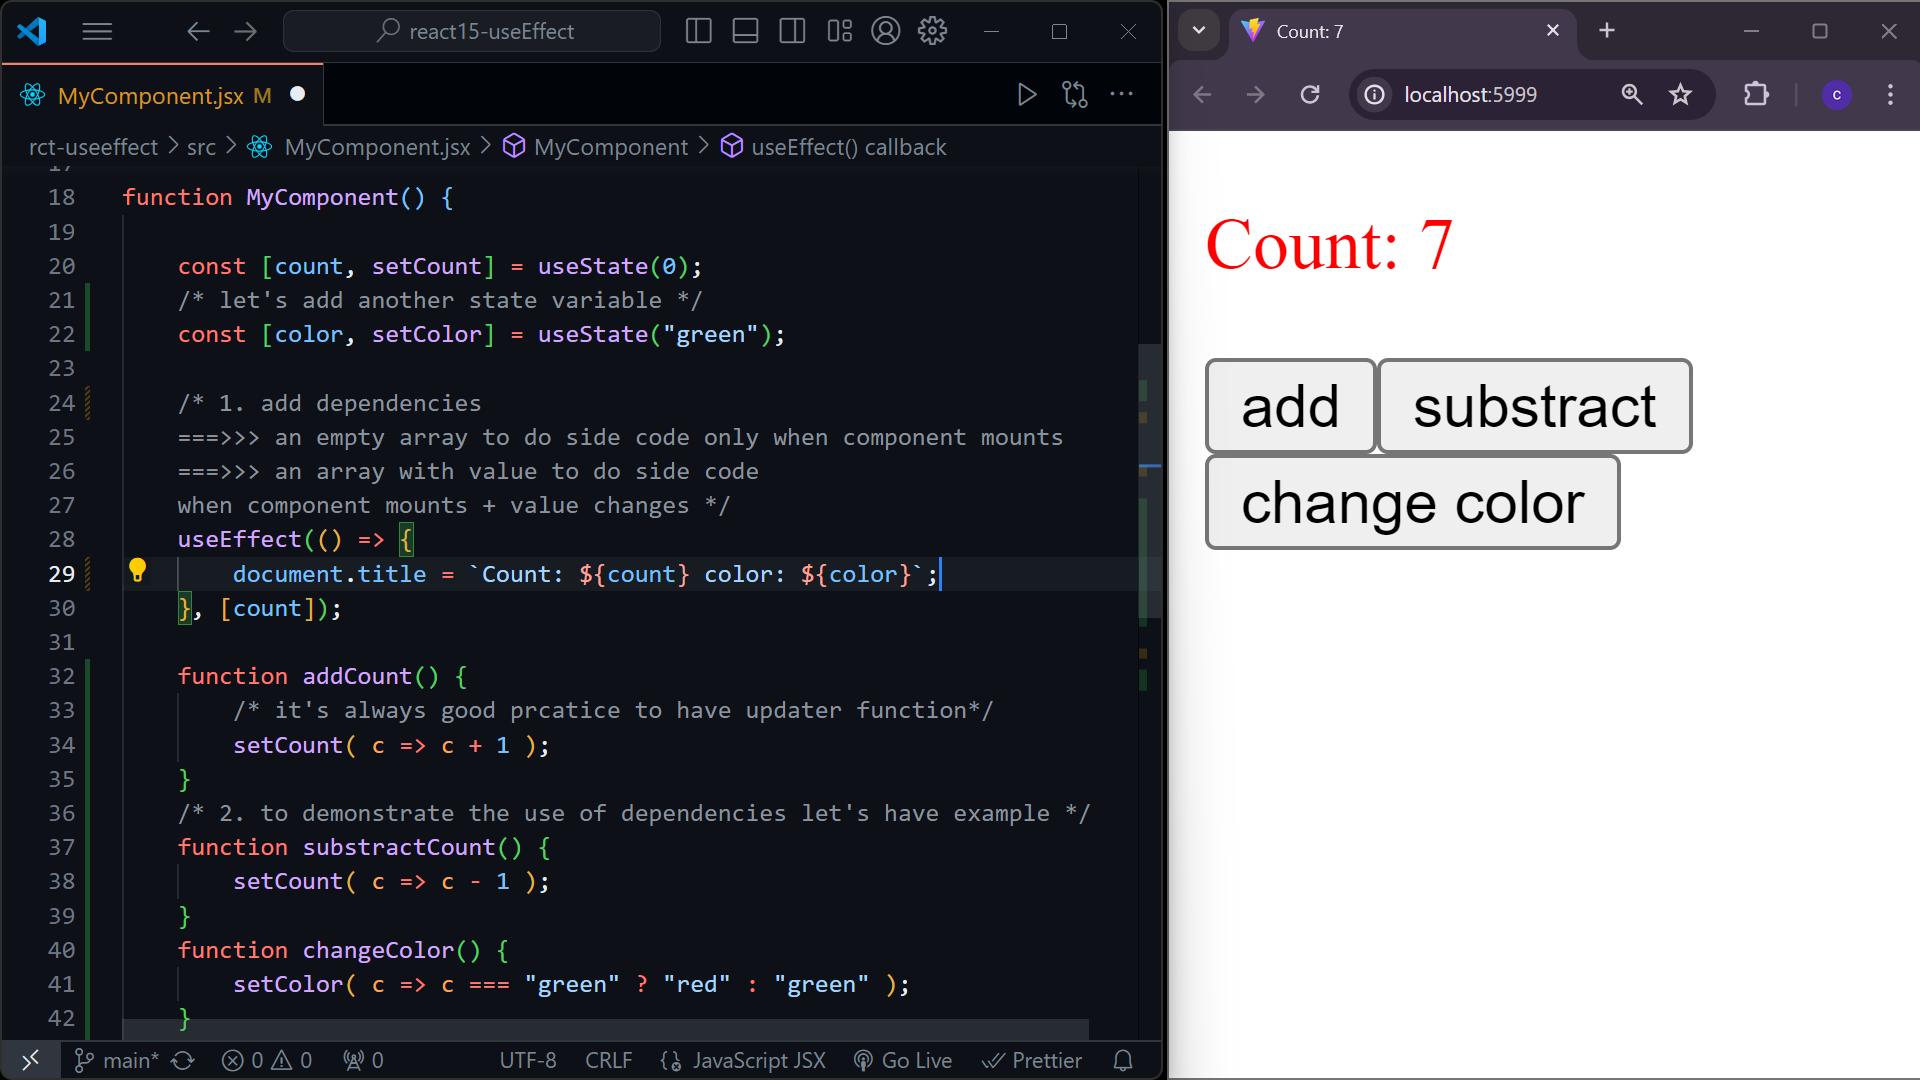 react15-useEffect
MyComponent.jsx M
rct-useeffect > src > MyComponent.jsx > MyComponent > useEffect() callback
17
18 function MyComponent() {
19
20 const [count, setCount] = useState(0);
21 /* let's add another state variable */
22 const [color, setColor] = useState("green");
23
24 /* 1. add dependencies
25 ===>>> an empty array to do side code only when component mounts
26 ===>>> an array with value to do side code
27 when component mounts + value changes */
28 useEffect(() => {
29 document.title = `Count: ${count} color: ${color}`;
30 }, [count]);
31
32 function addCount() {
33 /* it's always good prcatice to have updater function*/
34 setCount( c => c + 1 );
35 }
36 /* 2. to demonstrate the use of dependencies let's have example */
37 function substractCount() {
38 setCount( c => c - 1 );
39 }
40 function changeColor() {
41 setColor( c => c === "green" ? "red" : "green" );
42 }
main* 0 0 0 UTF-8 CRLF JavaScript JSX Go Live Prettier
Count: 7
localhost:5999 c
Count: 7
add substract
change color